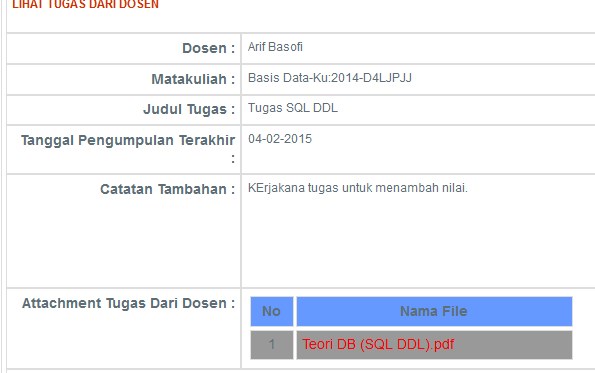 LIHAT TUGAS DARI DOSEN
Dosen : Arif Basofi
Matakuliah : Basis Data-Ku:2014-D4LJPJJ
Judul Tugas : Tugas SQL DDL
Tanggal Pengumpulan Terakhir : 04-02-2015
Catatan Tambahan : KErjakana tugas untuk menambah nilai.
Attachment Tugas Dari Dosen :
No Nama File
1 Teori DB (SQL DDL).pdf